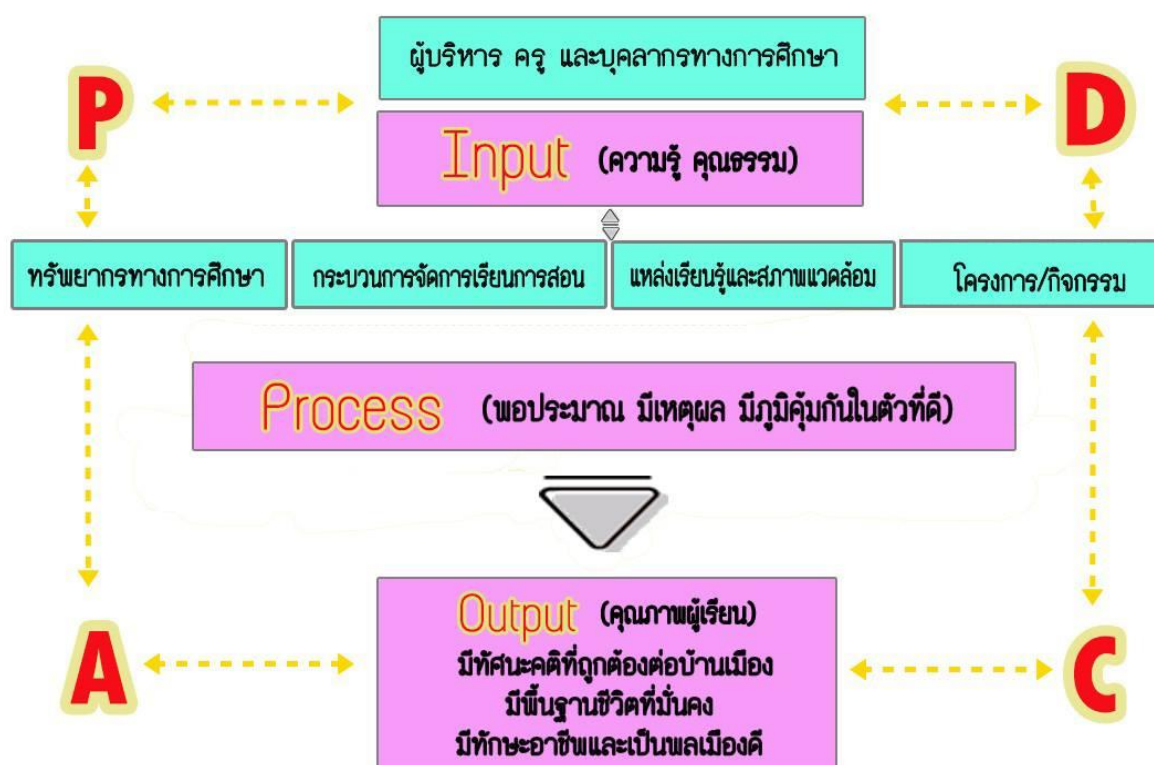 ผู้บริหาร ครู และบุคลากรทางการศึกษา
P
D
Input (ความรู้ คุณธรรม)
ทรัพยากรทางการศึกษา
กระบวนการจัดการเรียนการสอน
แหล่งเรียนรู้และสภาพแวดล้อม
โครงการ/กิจกรรม
Process (พอประมาณ มีเหตุผล มีภูมิคุ้มกันในตัวที่ดี)
Output (คุณภาพผู้เรียน)
A
C
มีทัศนะคติที่ถูกต้องต่อบ้านเมือง
มีพื้นฐานชีวิตที่มั่นคง
มีทักษะอาชีพและเป็นพลเมืองดี